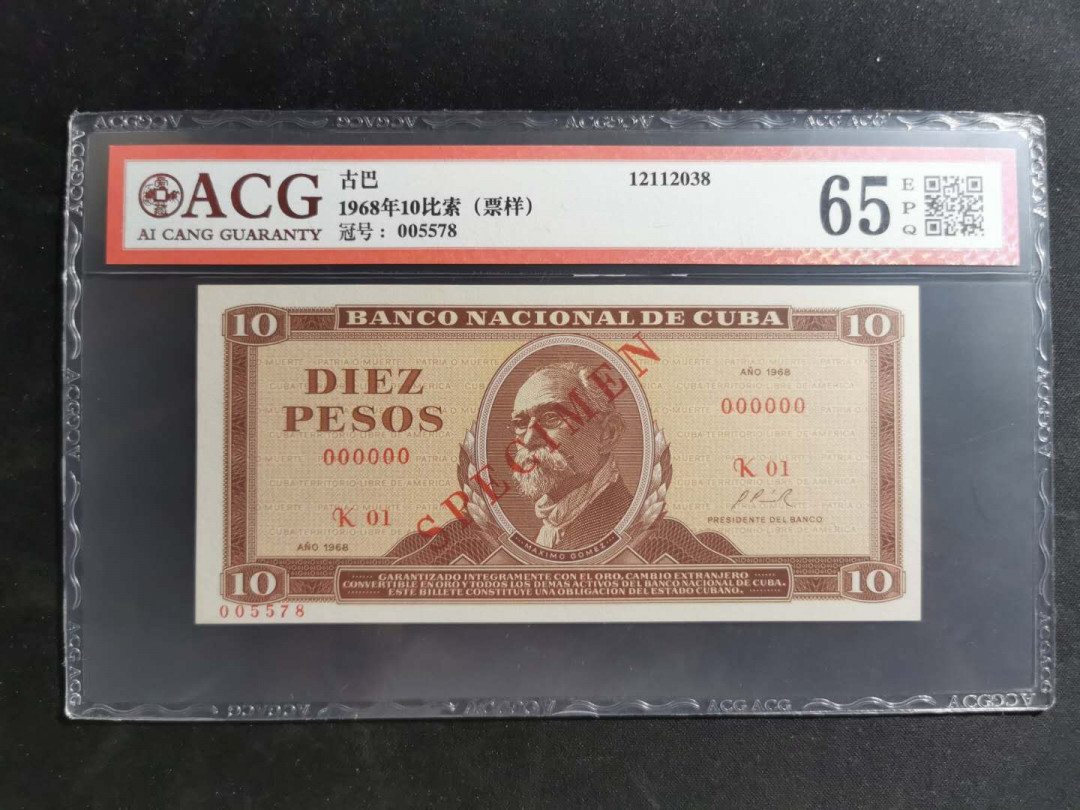 ACG
AI CANG GUARANTY
古巴
1968年10比索（票样）
冠号： 005578
12112038
65
EPQ
10
BANCO NACIONAL DE CUBA
10
DIEZ
PESOS
000000
K 01
AÑO 1968
SPECIMEN
MAXIMO GOMEZ
AÑO 1968
000000
K 01
PRESIDENTE DEL BANCO
10
GARANTIZADO INTEGRAMENTE CON EL ORO, CAMBIO EXTRANJERO
CONVERTIBLE EN ORO Y TODOS LOS DEMAS ACTIVOS DEL BANCO NACIONAL DE CUBA.
ESTE BILLETE CONSTITUYE UNA OBLIGACIÓN DEL ESTADO CUBANO.
10
005578